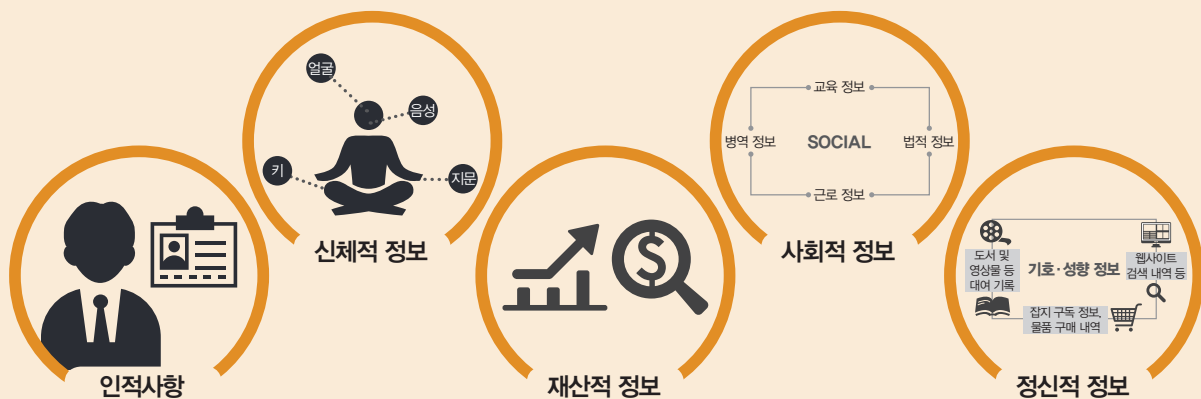 인적사항
얼굴
음성
키
지문
신체적 정보
재산적 정보
교육 정보
병역 정보
SOCIAL
법적 정보
근로 정보
사회적 정보
도서 및
영상물 등
대여 기록
기호·성향 정보
웹사이트
검색 내역 등
잡지 구독 정보,
물품 구매 내역
정신적 정보